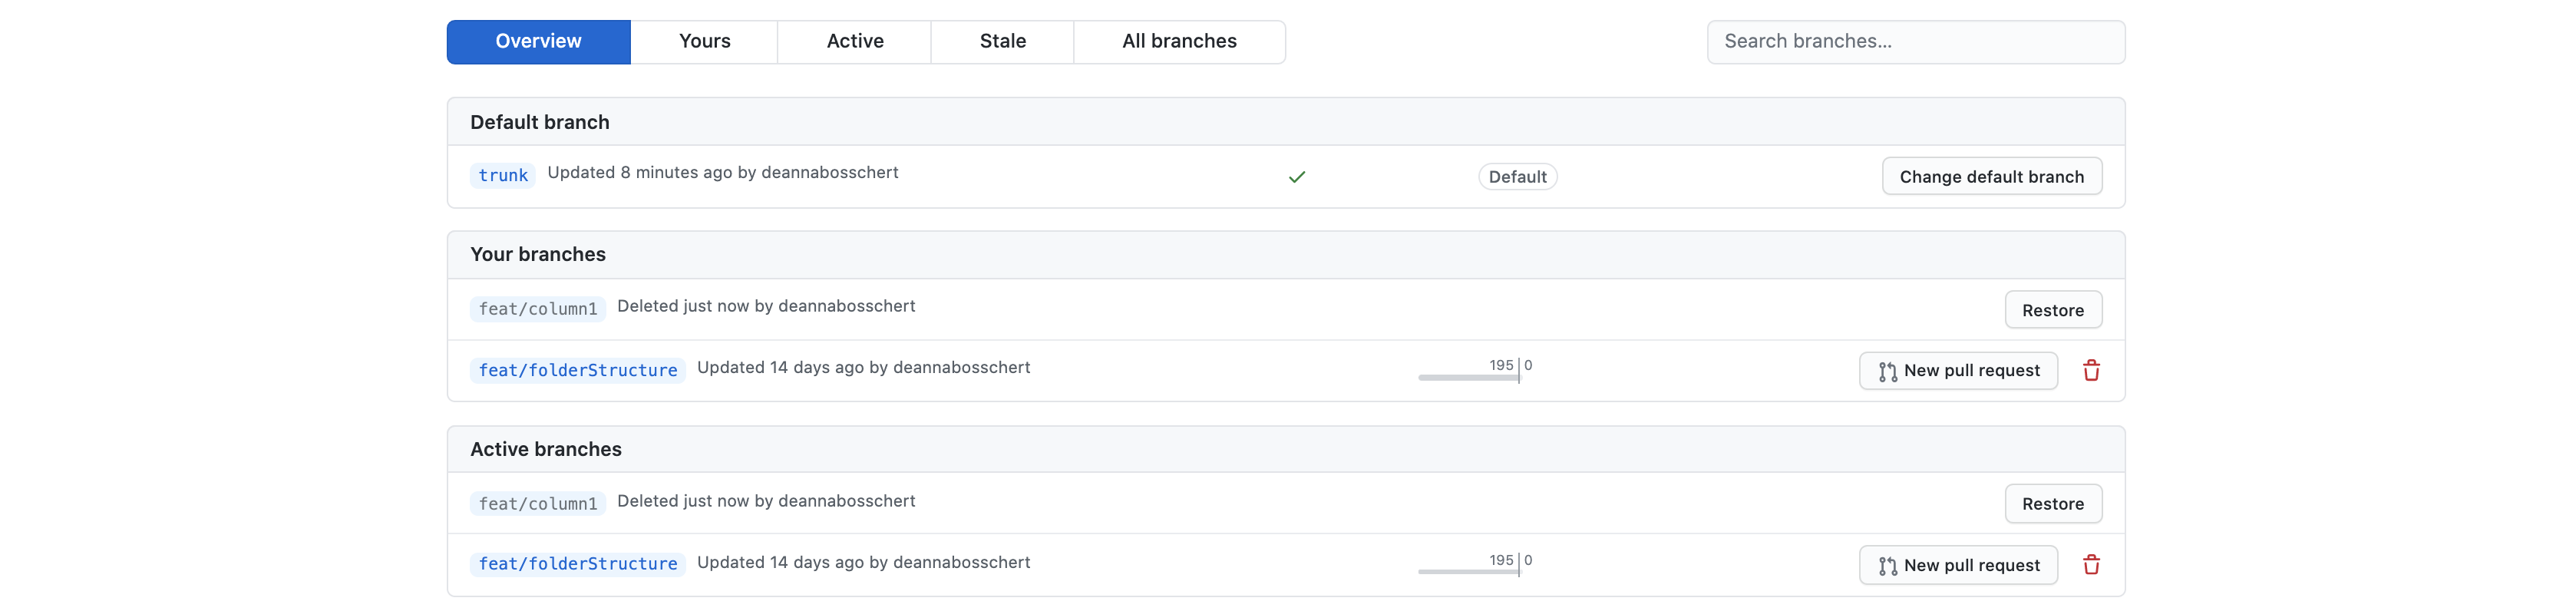 Overview Yours Active Stale All branches Search branches...
Default branch
trunk Updated 8 minutes ago by deannabosschert Default Change default branch
Your branches
feat/column1 Deleted just now by deannabosschert Restore
feat/folderStructure Updated 14 days ago by deannabosschert 195 0 New pull request
Active branches
feat/column1 Deleted just now by deannabosschert Restore
feat/folderStructure Updated 14 days ago by deannabosschert 195 0 New pull request